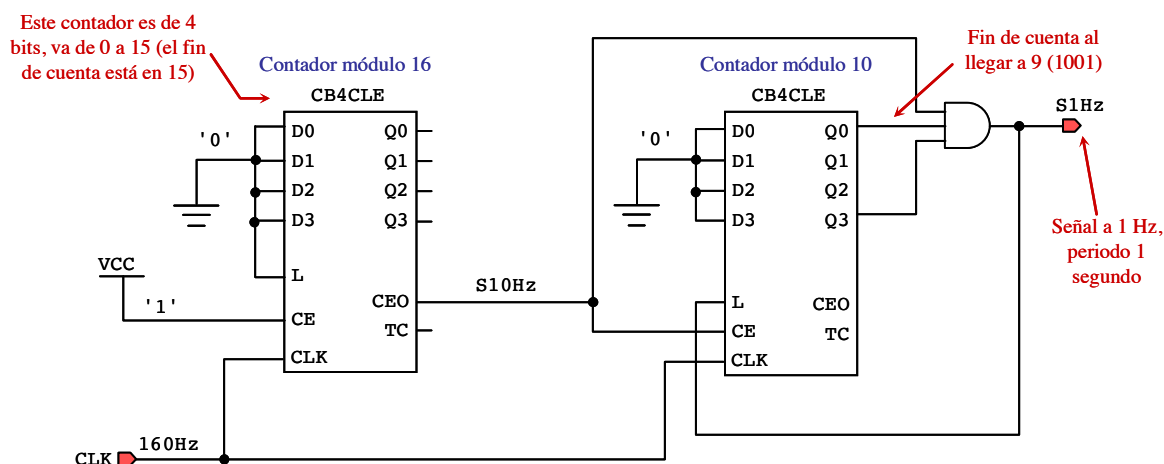 Este contador es de 4
bits, va de 0 a 15 (el fin
de cuenta está en 15)
Contador módulo 16
CB4CLE
'0'
D0
D1
D2
D3
L
CE
CLK
Q0
Q1
Q2
Q3
CEO
TC
VCC
'1'
S10Hz
CLK
160Hz
Contador módulo 10
CB4CLE
'0'
D0
D1
D2
D3
L
CE
CLK
Q0
Q1
Q2
Q3
CEO
TC
Fin de cuenta al
llegar a 9 (1001)
S1Hz
Señal a 1 Hz,
periodo 1
segundo